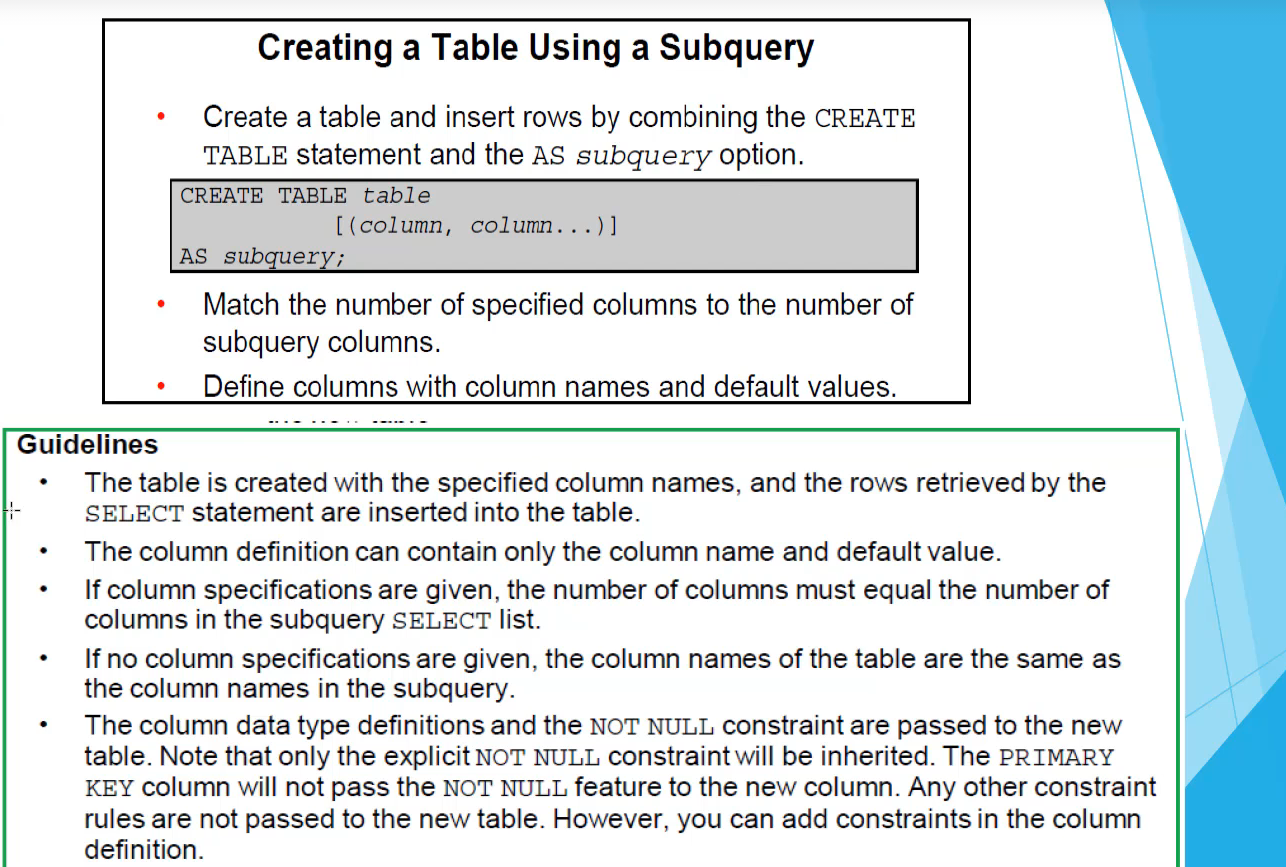 Creating a Table Using a Subquery
• Create a table and insert rows by combining the CREATE
TABLE statement and the AS subquery option.
CREATE TABLE table
[(column, column...)]
AS subquery;
• Match the number of specified columns to the number of
subquery columns.
• Define columns with column names and default values.
Guidelines
• The table is created with the specified column names, and the rows retrieved by the
SELECT statement are inserted into the table.
• The column definition can contain only the column name and default value.
• If column specifications are given, the number of columns must equal the number of
columns in the subquery SELECT list.
• If no column specifications are given, the column names of the table are the same as
the column names in the subquery.
• The column data type definitions and the NOT NULL constraint are passed to the new
table. Note that only the explicit NOT NULL constraint will be inherited. The PRIMARY
KEY column will not pass the NOT NULL feature to the new column. Any other constraint
rules are not passed to the new table. However, you can add constraints in the column
definition.